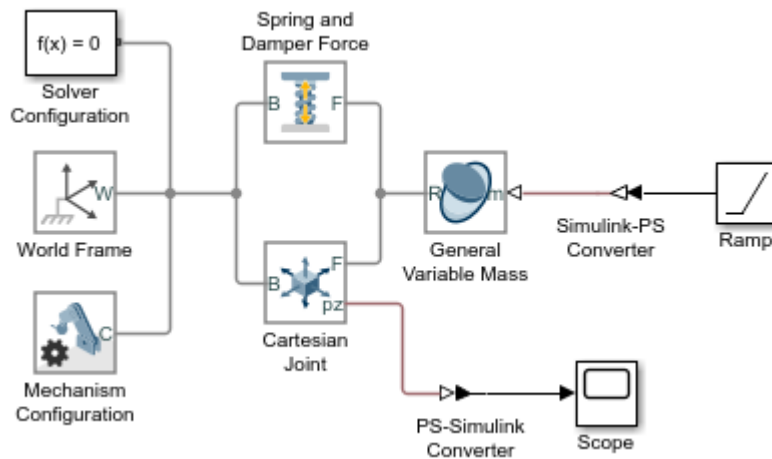 f(x) = 0
Solver
Configuration
Spring and
Damper Force
B
F
W
World Frame
R
m
General
Variable Mass
Simulink-PS
Converter
Ramp
B
F
pz
Cartesian
Joint
C
Mechanism
Configuration
PS-Simulink
Converter
Scope